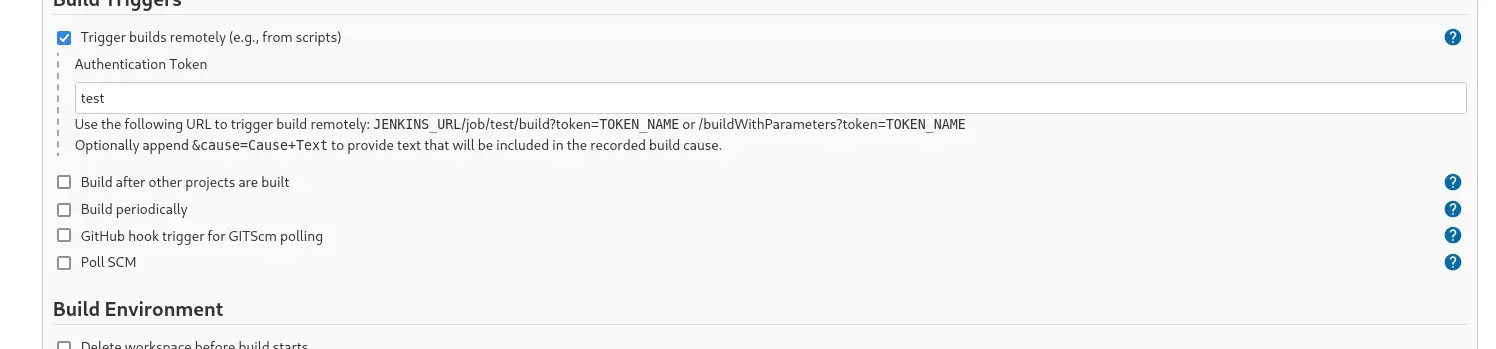 Build Triggers
Trigger builds remotely (e.g., from scripts)
Authentication Token
test
Use the following URL to trigger build remotely: JENKINS_URL/job/test/build?token=TOKEN_NAME or /buildWithParameters?token=TOKEN_NAME
Optionally append &cause=Cause+Text to provide text that will be included in the recorded build cause.
Build after other projects are built
Build periodically
GitHub hook trigger for GITScm polling
Poll SCM
Build Environment
Delete workspace before build starts